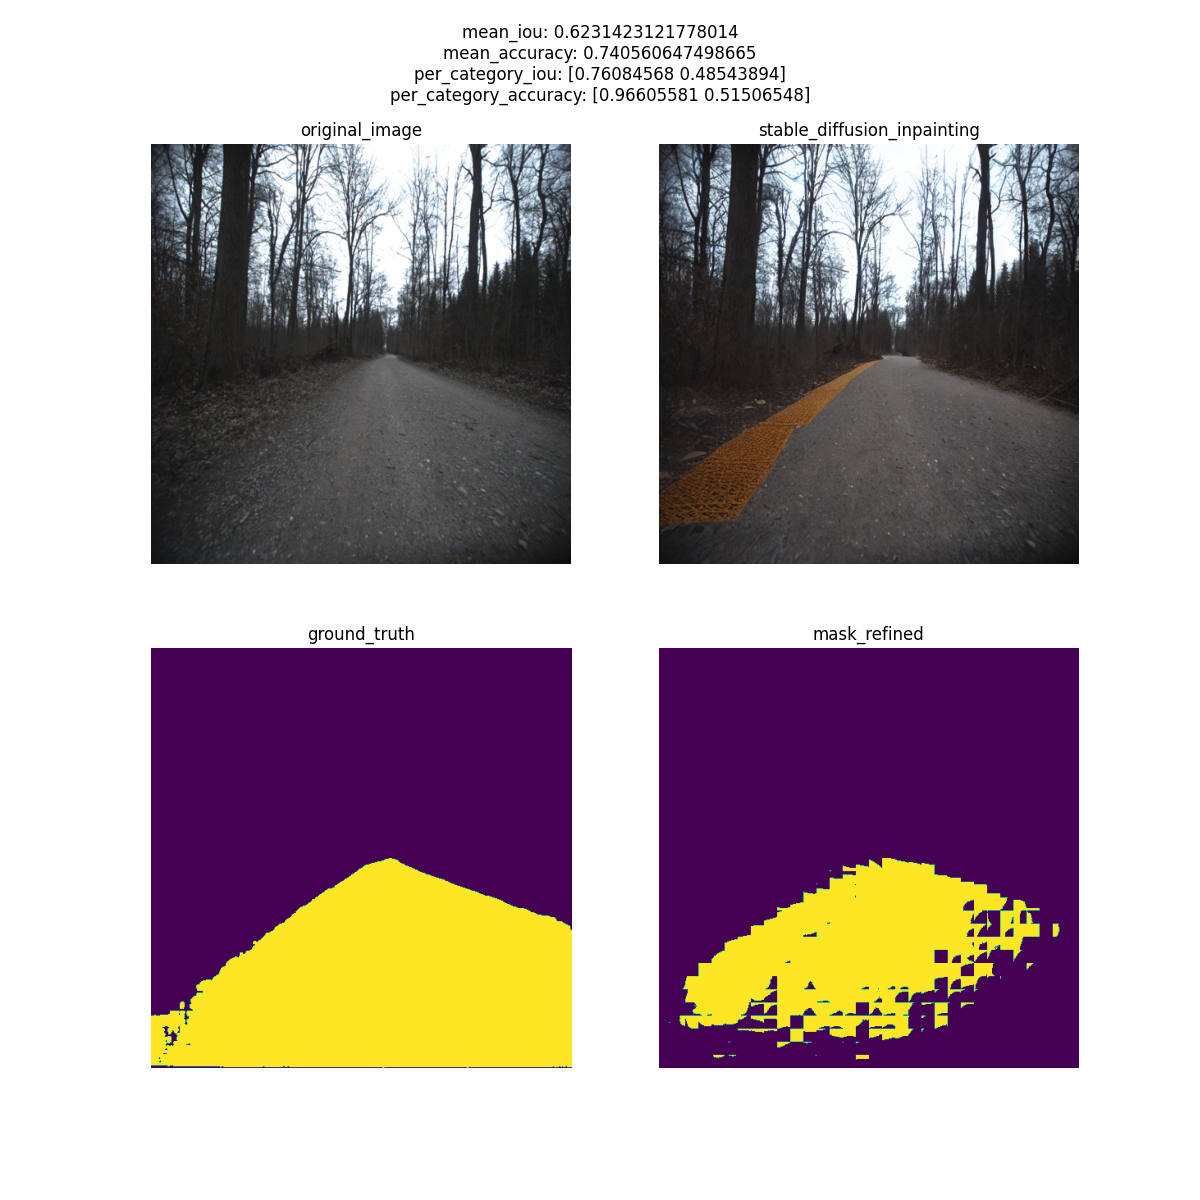 mean_iou: 0.6231423121778014
mean_accuracy: 0.740560647498665
per_category_iou: [0.76084568 0.48543894]
per_category_accuracy: [0.96605581 0.51506548]
original_image
stable_diffusion_inpainting
ground_truth
mask_refined